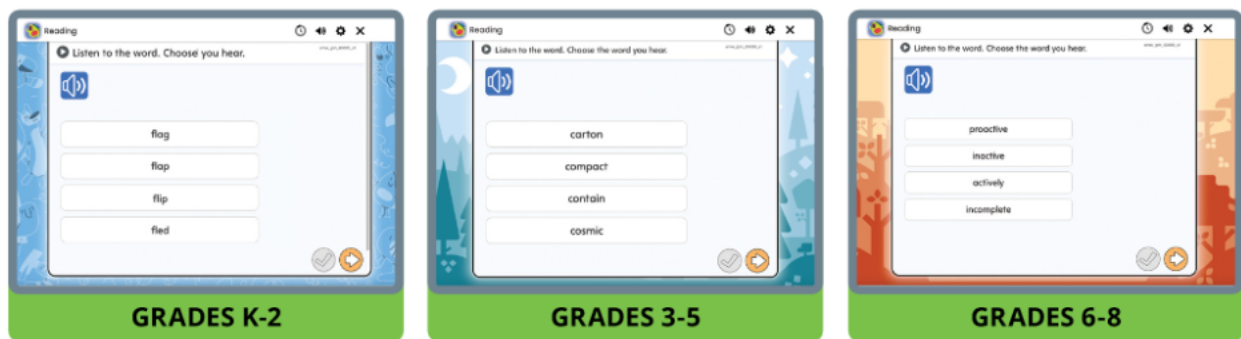 Reading
Listen to the word. Choose you hear.
flag
flap
flip
fled
GRADES K-2
Reading
Listen to the word. Choose the word you hear.
carton
compact
contain
cosmic
GRADES 3-5
Reading
Listen to the word. Choose the word you hear.
proactive
inactive
actively
incomplete
GRADES 6-8